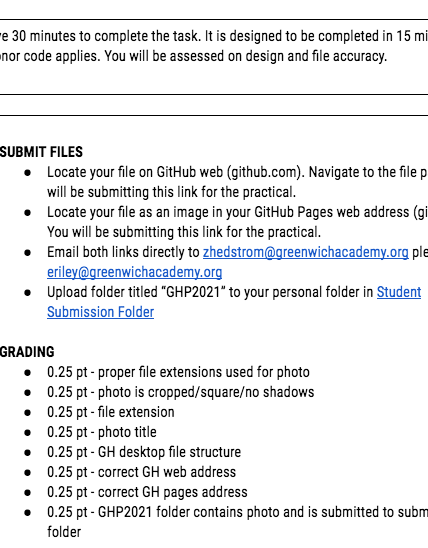 ve 30 minutes to complete the task. It is designed to be completed in 15 mi
nor code applies. You will be assessed on design and file accuracy.
SUBMIT FILES
● Locate your file on GitHub web (github.com). Navigate to the file p
will be submitting this link for the practical.
● Locate your file as an image in your GitHub Pages web address (gi
You will be submitting this link for the practical.
● Email both links directly to zhedstrom@greenwichacademy.org ple
eriley@greenwichacademy.org
● Upload folder titled “GHP2021” to your personal folder in Student
Submission Folder
GRADING
● 0.25 pt - proper file extensions used for photo
● 0.25 pt - photo is cropped/square/no shadows
● 0.25 pt - file extension
● 0.25 pt - photo title
● 0.25 pt - GH desktop file structure
● 0.25 pt - correct GH web address
● 0.25 pt - correct GH pages address
● 0.25 pt - GHP2021 folder contains photo and is submitted to subm
folder